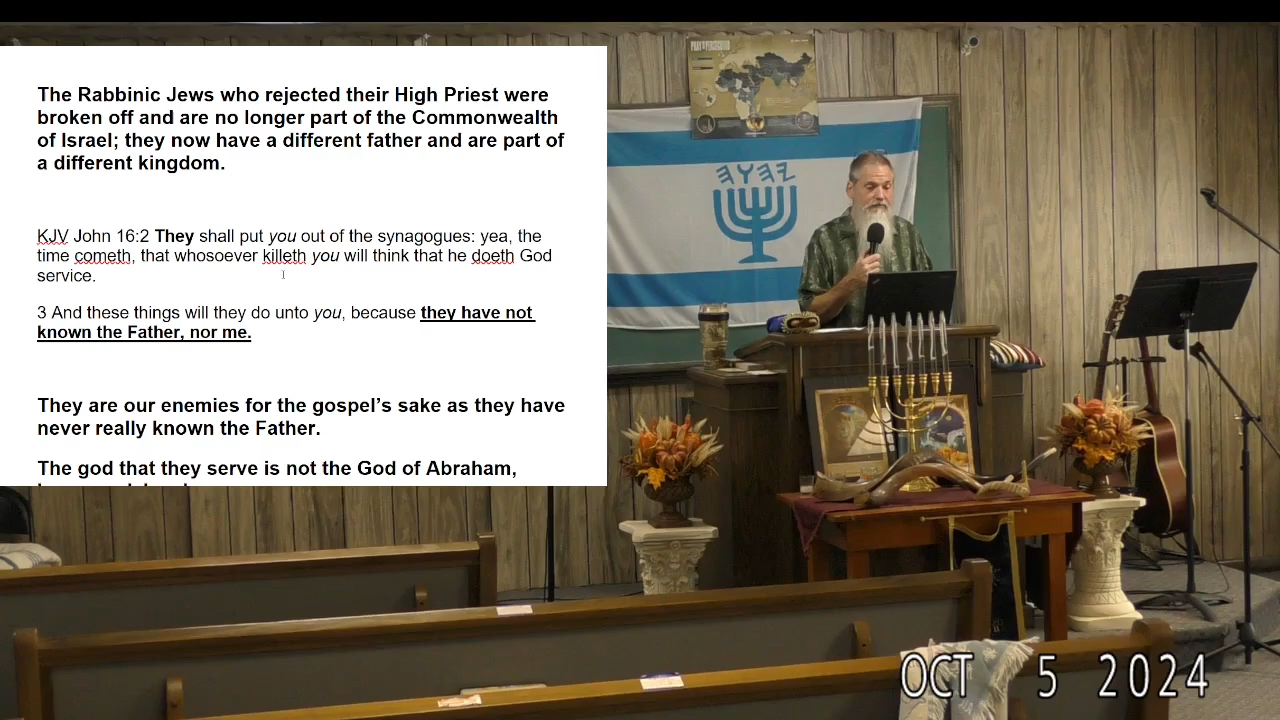 The Rabbinic Jews who rejected their High Priest were
broken off and are no longer part of the Commonwealth
of Israel; they now have a different father and are part of
a different kingdom.
KJV John 16:2 They shall put you out of the synagogues: yea, the
time cometh, that whosoever killeth you will think that he doeth God
service.
3 And these things will they do unto you, because they have not
known the Father, nor me.
They are our enemies for the gospel's sake as they have
never really known the Father.
The god that they serve is not the God of Abraham,
𐤉𐤄𐤅𐤄
OCT 5 2024